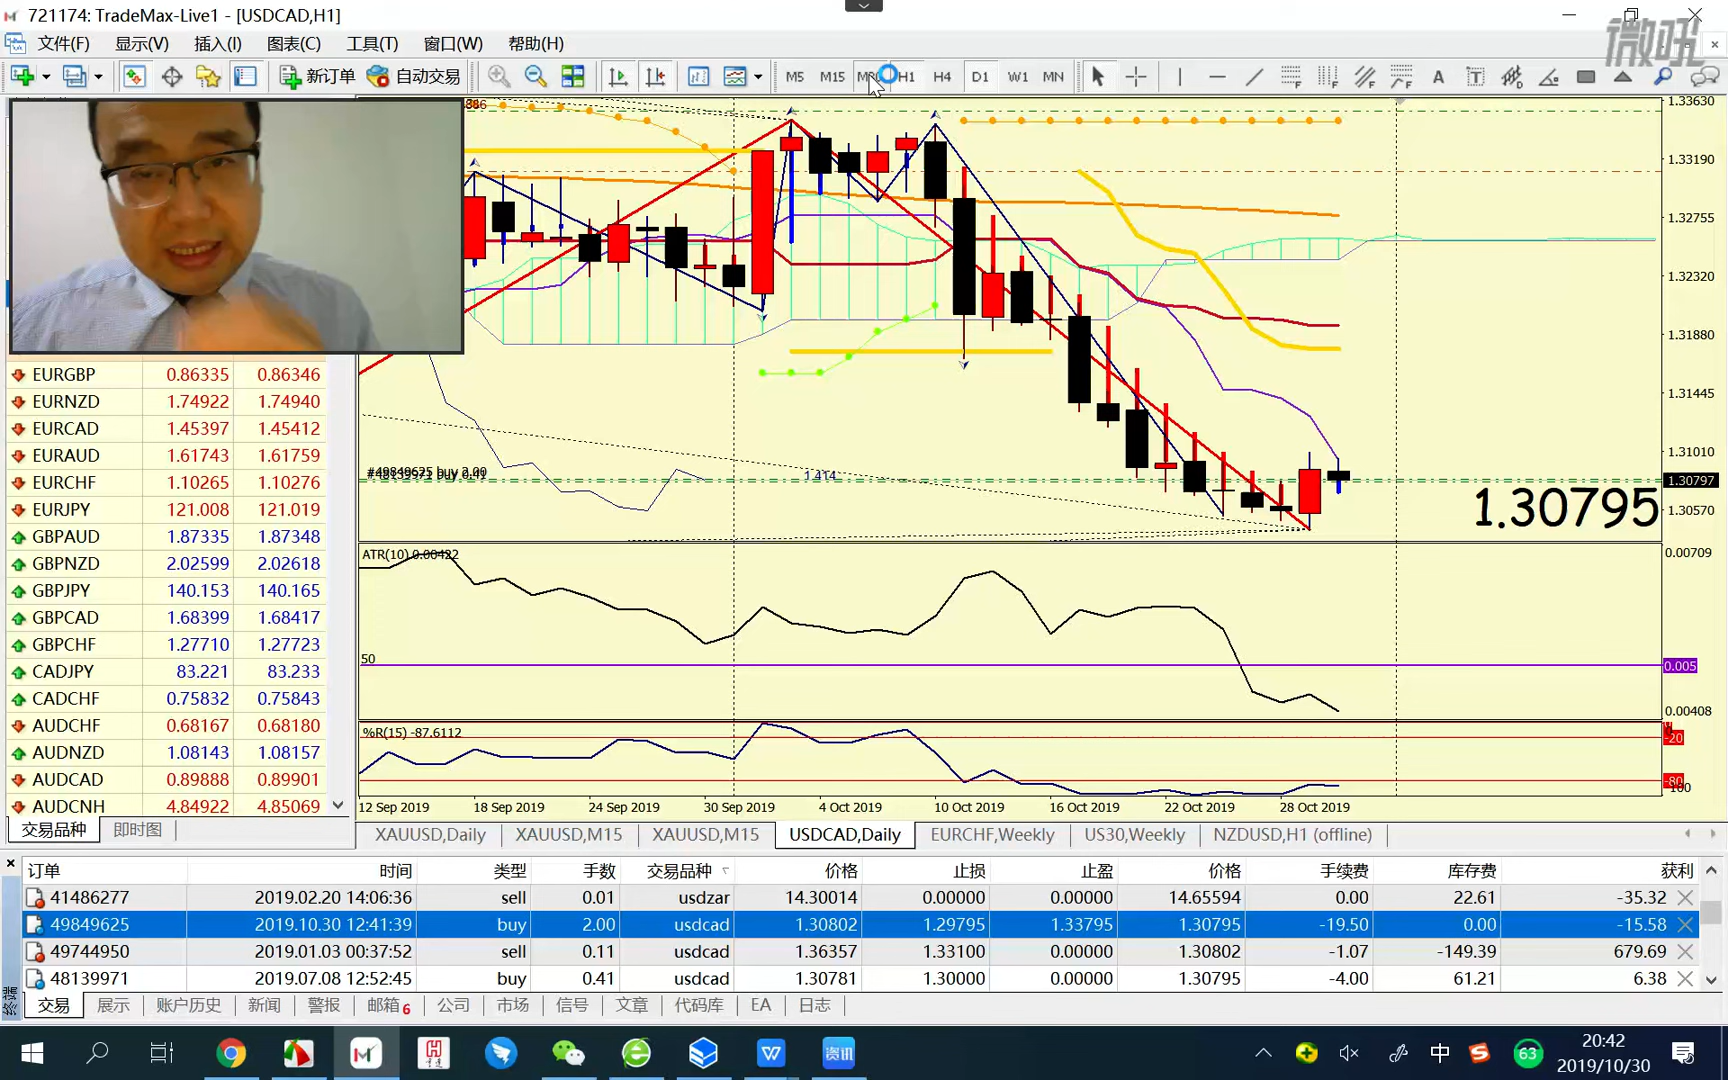 721174: TradeMax-Live1 - [USDCAD,H1]
微吼
文件(F) 显示(V) 插入(I) 图表(C) 工具(T) 窗口(W) 帮助(H)
新订单 自动交易 M5 M15 H1 H4 D1 W1 MN A T
1.33630
1.33190
1.32755
1.32320
1.31880
1.31445
1.31010
1.30797
1.30570
1.30795
1.414
ATR(10) 0.00422
0.00709
50
0.005
0.00408
%R(15) -87.6112
-20
-80
12 Sep 2019 18 Sep 2019 24 Sep 2019 30 Sep 2019 4 Oct 2019 10 Oct 2019 16 Oct 2019 22 Oct 2019 28 Oct 2019
EURGBP 0.86335 0.86346
EURNZD 1.74922 1.74940
EURCAD 1.45397 1.45412
EURAUD 1.61743 1.61759
EURCHF 1.10265 1.10276
EURJPY 121.008 121.019
GBPAUD 1.87335 1.87348
GBPNZD 2.02599 2.02618
GBPJPY 140.153 140.165
GBPCAD 1.68399 1.68417
GBPCHF 1.27710 1.27723
CADJPY 83.221 83.233
CADCHF 0.75832 0.75843
AUDCHF 0.68167 0.68180
AUDNZD 1.08143 1.08157
AUDCAD 0.89888 0.89901
AUDCNH 4.84922 4.85069
交易品种 即时图
XAUUSD,Daily XAUUSD,M15 XAUUSD,M15 USDCAD,Daily EURCHF,Weekly US30,Weekly NZDUSD,H1 (offline)
订单 时间 类型 手数 交易品种 价格 止损 止盈 价格 手续费 库存费 获利
41486277 2019.02.20 14:06:36 sell 0.01 usdzar 14.30014 0.00000 0.00000 14.65594 0.00 22.61 -35.32
49849625 2019.10.30 12:41:39 buy 2.00 usdcad 1.30802 1.29795 1.33795 1.30795 -19.50 0.00 -15.58
49744950 2019.01.03 00:37:52 sell 0.11 usdcad 1.36357 1.33100 0.00000 1.30802 -1.07 -149.39 679.69
48139971 2019.07.08 12:52:45 buy 0.41 usdcad 1.30781 1.30000 0.00000 1.30795 -4.00 61.21 6.38
终端
交易 展示 账户历史 新闻 警报 邮箱6 公司 市场 信号 文章 代码库 EA 日志
资讯 中 63
20:42
2019/10/30